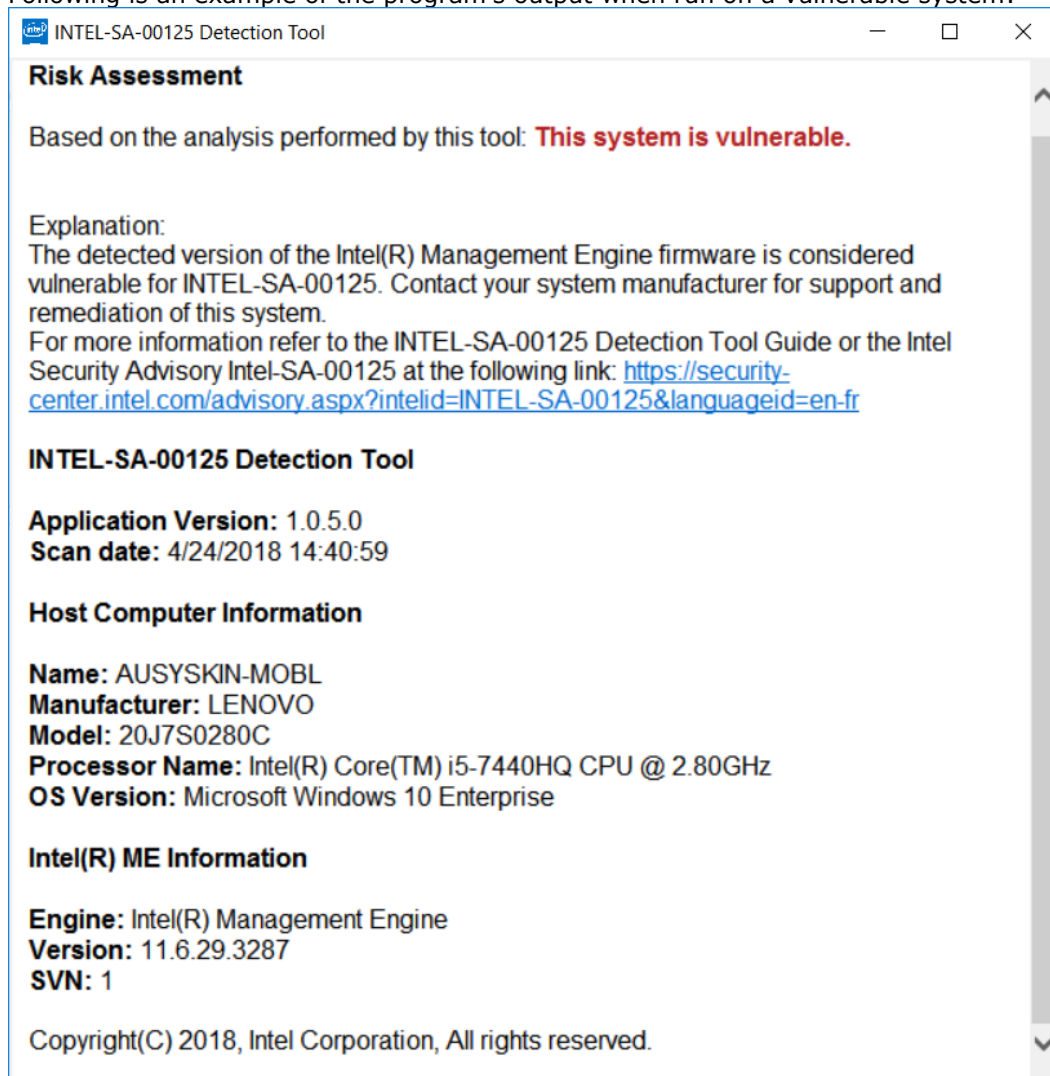 Following is an example of the program's output when run on a vulnerable system:
INTEL-SA-00125 Detection Tool
Risk Assessment
Based on the analysis performed by this tool: This system is vulnerable.
Explanation:
The detected version of the Intel(R) Management Engine firmware is considered
vulnerable for INTEL-SA-00125. Contact your system manufacturer for support and
remediation of this system.
For more information refer to the INTEL-SA-00125 Detection Tool Guide or the Intel
Security Advisory Intel-SA-00125 at the following link: https://security-
center.intel.com/advisory.aspx?intelid=INTEL-SA-00125&languageid=en-fr
INTEL-SA-00125 Detection Tool
Application Version: 1.0.5.0
Scan date: 4/24/2018 14:40:59
Host Computer Information
Name: AUSYSKIN-MOBL
Manufacturer: LENOVO
Model: 20J7S0280C
Processor Name: Intel(R) Core(TM) i5-7440HQ CPU @ 2.80GHz
OS Version: Microsoft Windows 10 Enterprise
Intel(R) ME Information
Engine: Intel(R) Management Engine
Version: 11.6.29.3287
SVN: 1
Copyright(C) 2018, Intel Corporation, All rights reserved.